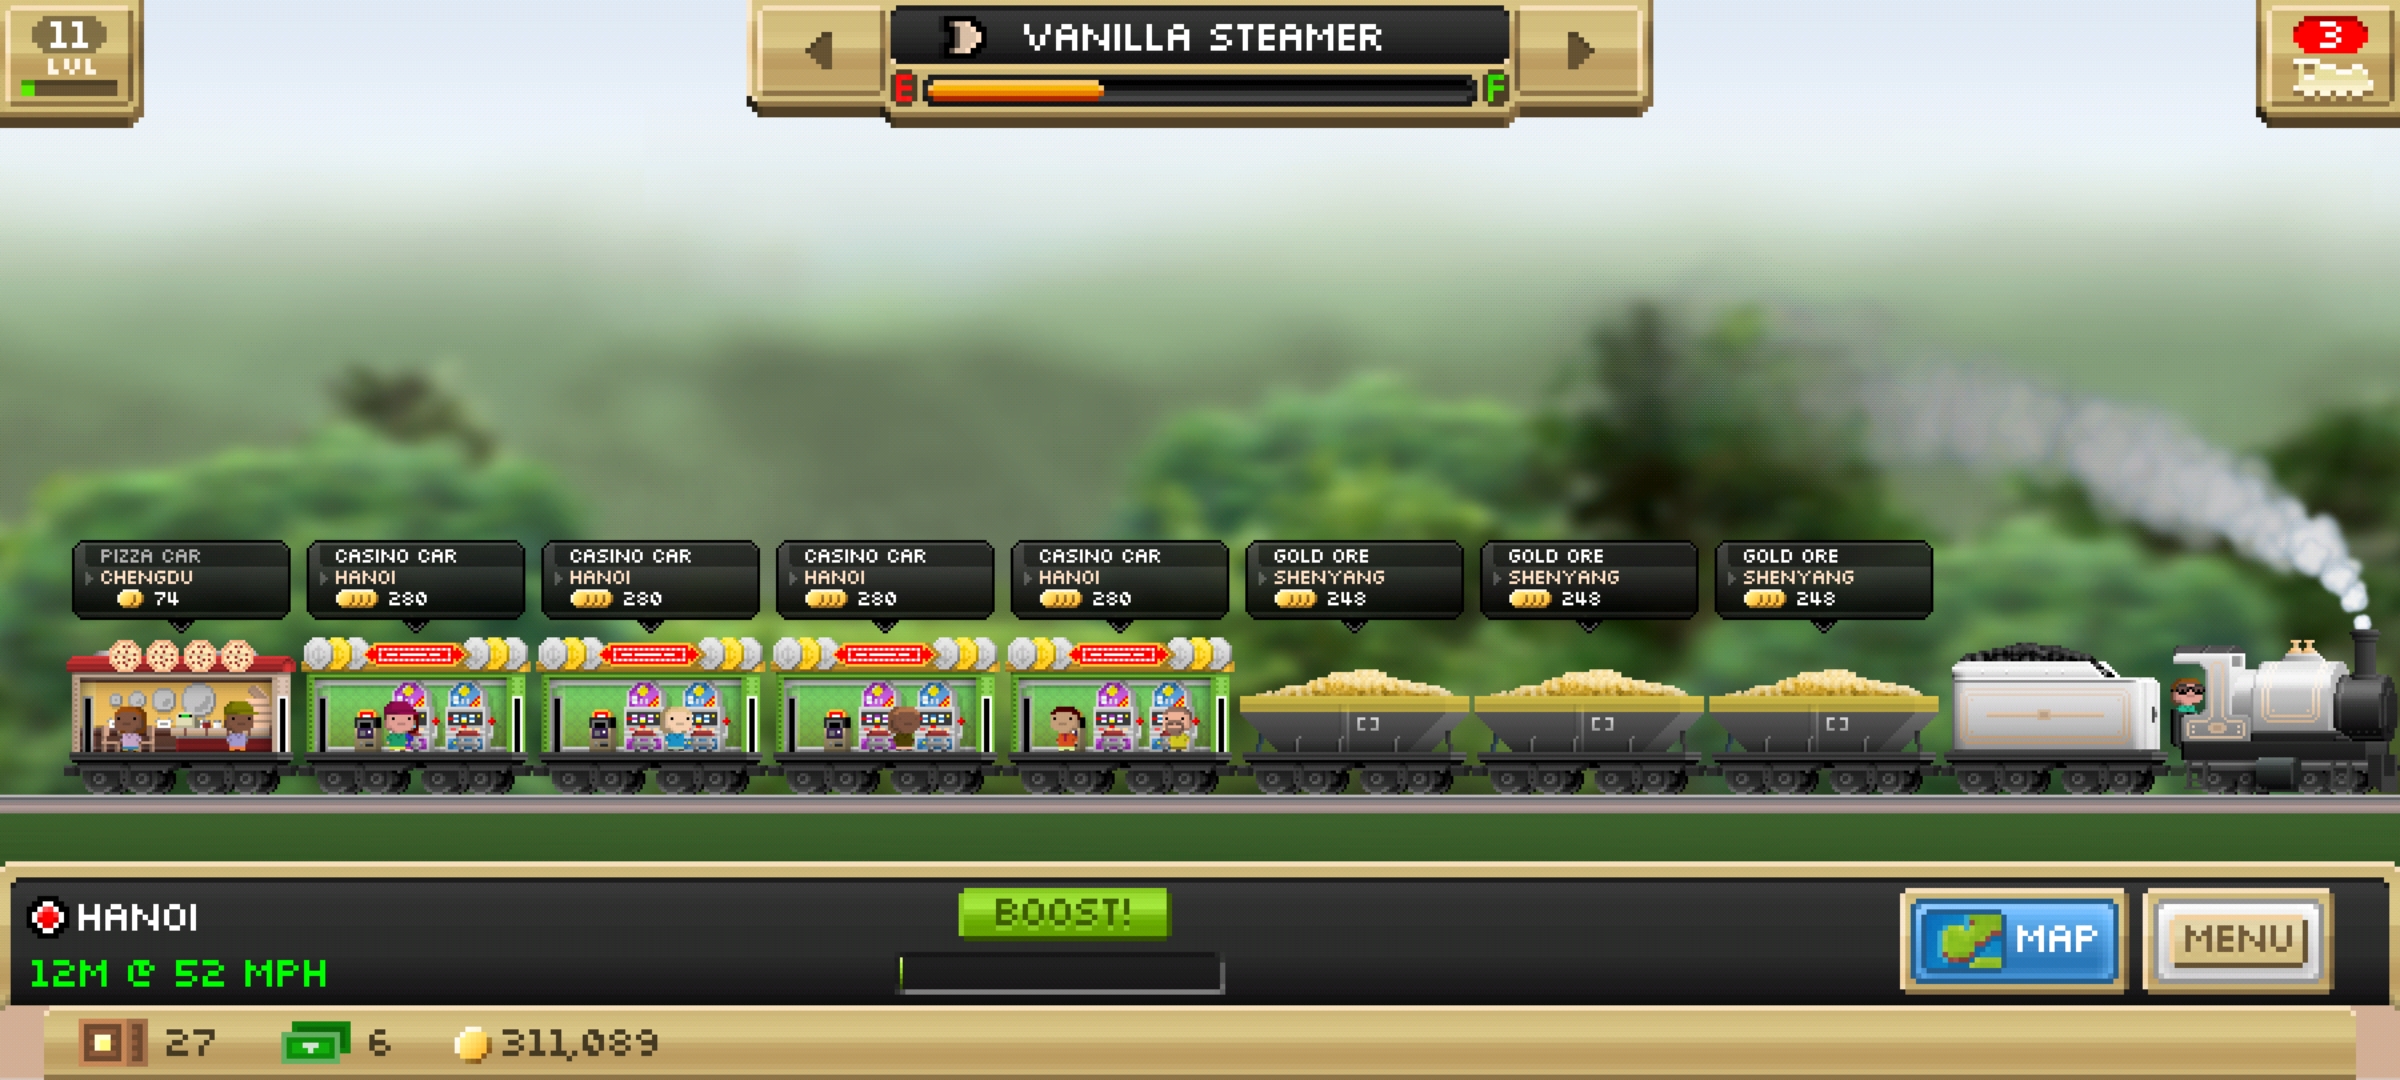 11
LVL
VANILLA STEAMER
E F
3
PIZZA CAR
CHENGDU
74
CASINO CAR
HANOI
280
CASINO CAR
HANOI
280
CASINO CAR
HANOI
280
CASINO CAR
HANOI
280
GOLD ORE
SHENYANG
248
GOLD ORE
SHENYANG
248
GOLD ORE
SHENYANG
248
HANOI
12M @ 52 MPH
BOOST!
MAP
MENU
27
6
311,089